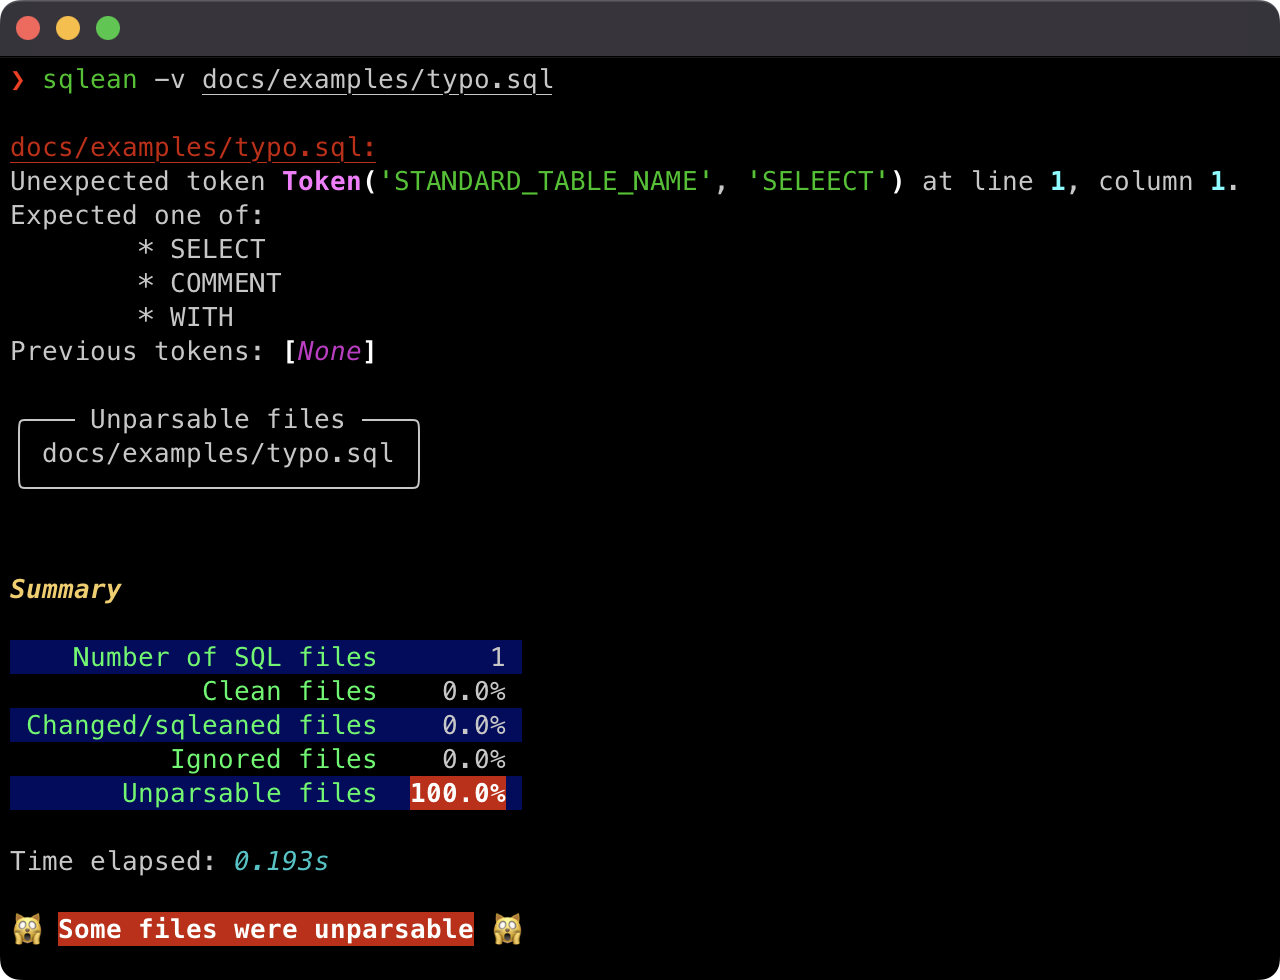 ❯ sqlean -v docs/examples/typo.sql
docs/examples/typo.sql:
Unexpected token Token('STANDARD_TABLE_NAME', 'SELEECT') at line 1, column 1.
Expected one of:
* SELECT
* COMMENT
* WITH
Previous tokens: [None]
Unparsable files
docs/examples/typo.sql
Summary
Number of SQL files 1
Clean files 0.0%
Changed/sqleaned files 0.0%
Ignored files 0.0%
Unparsable files 100.0%
Time elapsed: 0.193s
🙀 Some files were unparsable 🙀